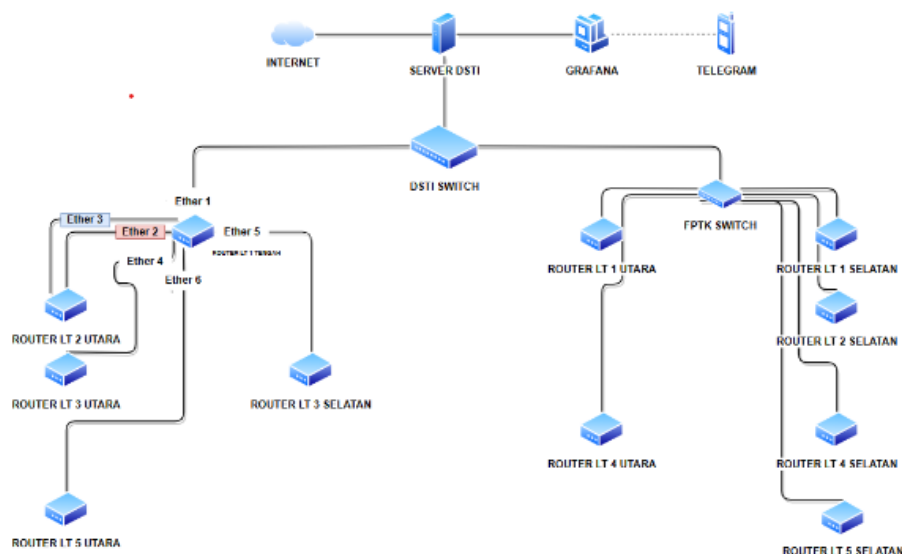 INTERNET
SERVER DSTI
GRAFANA
TELEGRAM
DSTI SWITCH
Ether 1
Ether 3
Ether 2
Ether 5
ROUTER LT 1 TENGAH
Ether 4
Ether 6
FPTK SWITCH
ROUTER LT 1 UTARA
ROUTER LT 1 SELATAN
ROUTER LT 2 UTARA
ROUTER LT 2 SELATAN
ROUTER LT 3 UTARA
ROUTER LT 3 SELATAN
ROUTER LT 4 UTARA
ROUTER LT 4 SELATAN
ROUTER LT 5 UTARA
ROUTER LT 5 SELATAN